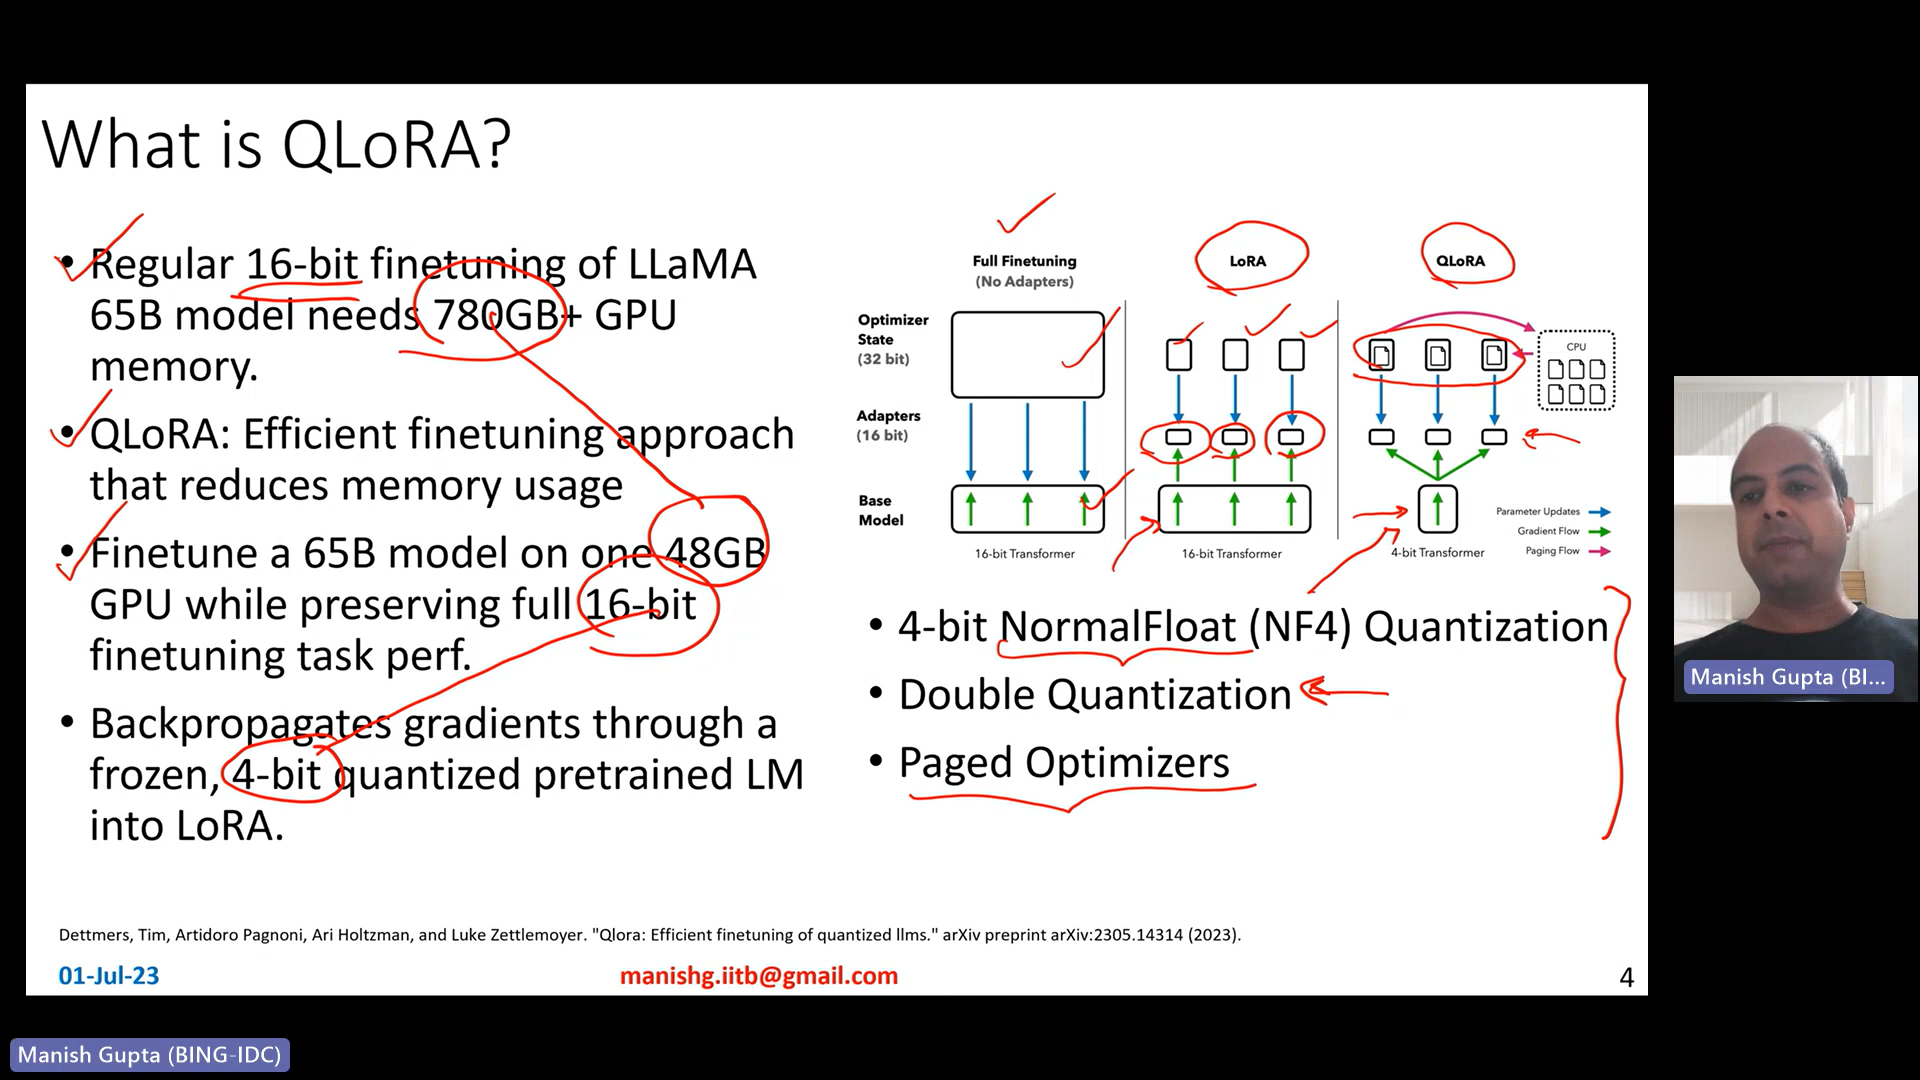 What is QLoRA?
• Regular 16-bit finetuning of LLaMA
65B model needs 780GB+ GPU
memory.
• QLoRA: Efficient finetuning approach
that reduces memory usage
• Finetune a 65B model on one 48GB
GPU while preserving full 16-bit
finetuning task perf.
• Backpropagates gradients through a
frozen, 4-bit quantized pretrained LM
into LoRA.
Full Finetuning
(No Adapters)
LoRA
QLoRA
Optimizer
State
(32 bit)
CPU
Adapters
(16 bit)
Base
Model
16-bit Transformer
16-bit Transformer
4-bit Transformer
Parameter Updates
Gradient Flow
Paging Flow
• 4-bit NormalFloat (NF4) Quantization
• Double Quantization
• Paged Optimizers
Dettmers, Tim, Artidoro Pagnoni, Ari Holtzman, and Luke Zettlemoyer. "Qlora: Efficient finetuning of quantized llms." arXiv preprint arXiv:2305.14314 (2023).
01-Jul-23
manishg.iitb@gmail.com
4
Manish Gupta (BI...
Manish Gupta (BING-IDC)